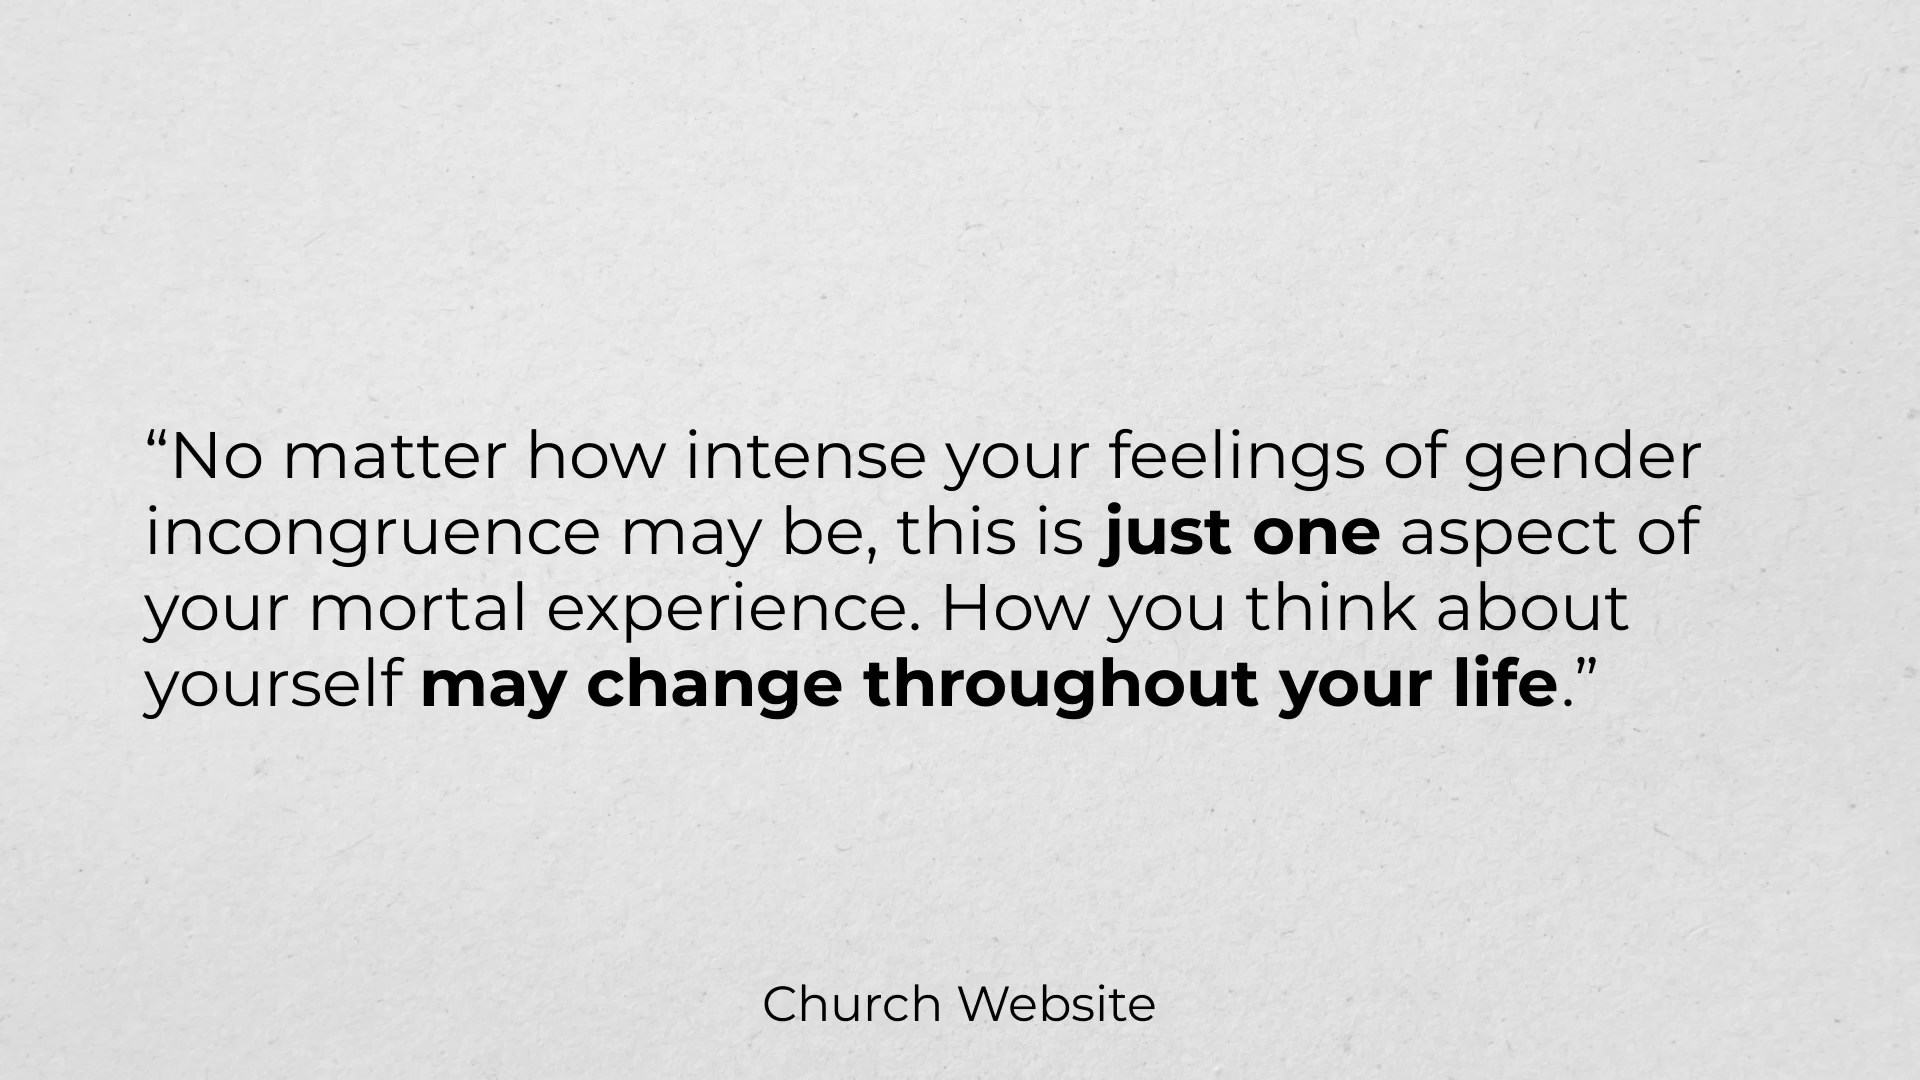 “No matter how intense your feelings of gender
incongruence may be, this is just one aspect of
your mortal experience. How you think about
yourself may change throughout your life.”
Church Website